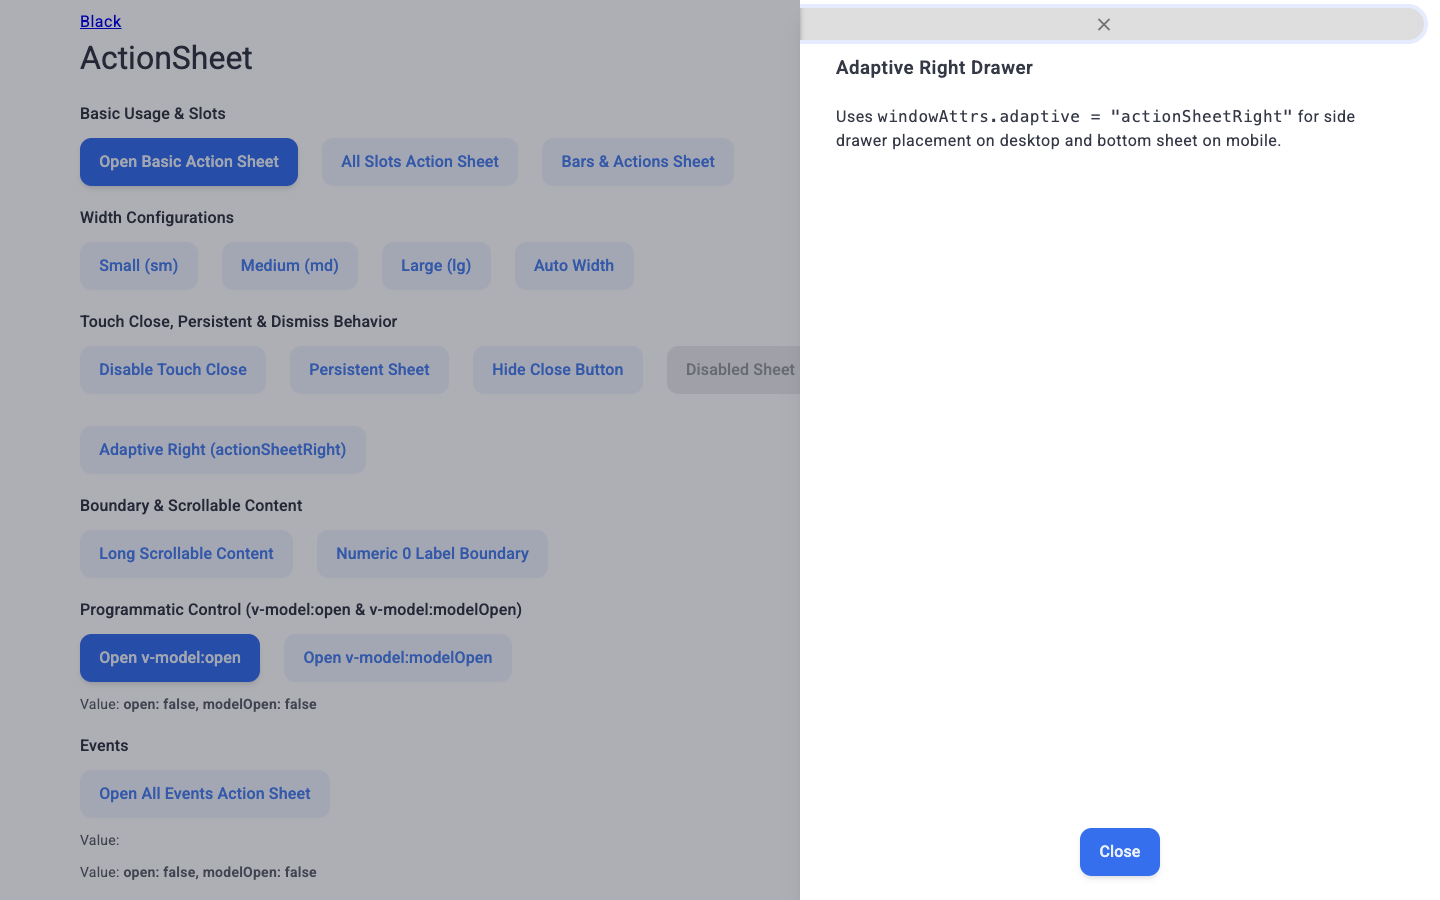 Black
ActionSheet
Basic Usage & Slots
Open Basic Action Sheet
All Slots Action Sheet
Bars & Actions Sheet
Width Configurations
Small (sm)
Medium (md)
Large (lg)
Auto Width
Touch Close, Persistent & Dismiss Behavior
Disable Touch Close
Persistent Sheet
Hide Close Button
Disabled Sheet
Adaptive Right (actionSheetRight)
Boundary & Scrollable Content
Long Scrollable Content
Numeric 0 Label Boundary
Programmatic Control (v-model:open & v-model:modelOpen)
Open v-model:open
Open v-model:modelOpen
Value: open: false, modelOpen: false
Events
Open All Events Action Sheet
Value:
Value: open: false, modelOpen: false
Adaptive Right Drawer
Uses windowAttrs.adaptive = "actionSheetRight" for side
drawer placement on desktop and bottom sheet on mobile.
Close